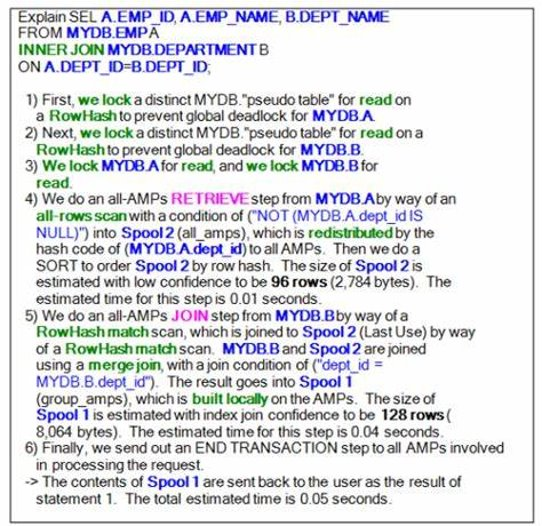 Explain SEL A.EMP_ID, A.EMP_NAME, B.DEPT_NAME
FROM MYDB.EMP A
INNER JOIN MYDB.DEPARTMENT B
ON A.DEPT_ID=B.DEPT_ID;
1) First, we lock a distinct MYDB."pseudo table" for read on
a RowHash to prevent global deadlock for MYDB.A.
2) Next, we lock a distinct MYDB."pseudo table" for read on a
RowHash to prevent global deadlock for MYDB.B.
3) We lock MYDB.A for read, and we lock MYDB.B for
read.
4) We do an all-AMPs RETRIEVE step from MYDB.A by way of an
all-rows scan with a condition of ("NOT (MYDB.A.dept_id IS
NULL)") into Spool 2 (all_amps), which is redistributed by the
hash code of (MYDB.A.dept_id) to all AMPs. Then we do a
SORT to order Spool 2 by row hash. The size of Spool 2 is
estimated with low confidence to be 96 rows (2,784 bytes). The
estimated time for this step is 0.01 seconds.
5) We do an all-AMPs JOIN step from MYDB.B by way of a
RowHash match scan, which is joined to Spool 2 (Last Use) by way
of a RowHash match scan. MYDB.B and Spool 2 are joined
using a merge join, with a join condition of ("dept_id =
MYDB.B.dept_id"). The result goes into Spool 1
(group_amps), which is built locally on the AMPs. The size of
Spool 1 is estimated with index join confidence to be 128 rows (
8,064 bytes). The estimated time for this step is 0.04 seconds.
6) Finally, we send out an END TRANSACTION step to all AMPs involved
in processing the request.
-> The contents of Spool 1 are sent back to the user as the result of
statement 1. The total estimated time is 0.05 seconds.